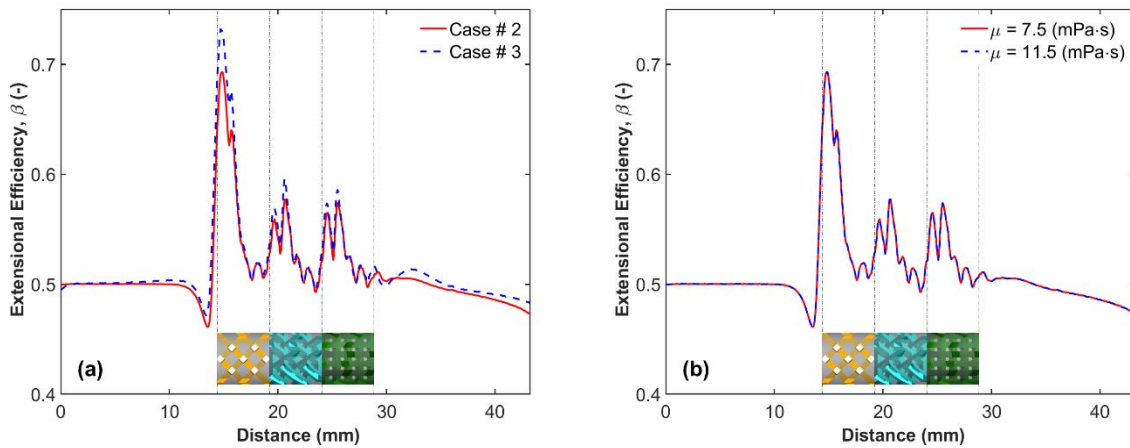 Extensional Efficiency, β (-)
0.7
0.6
0.5
0.4
Case # 2
Case # 3
(a)
0
10
20
30
40
Distance (mm)
Extensional Efficiency, β (-)
0.7
0.6
0.5
0.4
μ = 7.5 (mPa·s)
μ = 11.5 (mPa·s)
(b)
0
10
20
30
40
Distance (mm)